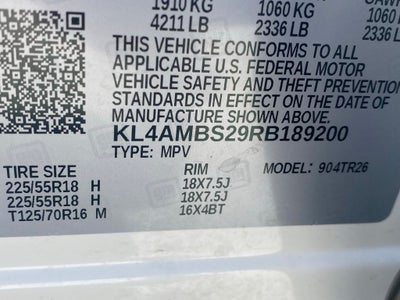 1910 KG 1060 KG 1060
4211 LB 2336 LB 2336
THIS VEHICLE CONFORMS TO ALL
APPLICABLE U.S. FEDERAL MOTOR
VEHICLE SAFETY AND THEFT PREVENTION
STANDARDS IN EFFECT ON THE DATE OF
MANUFACTURE SHOWN ABOVE.
KL4AMBS29RB189200
TYPE: MPV
MODEL: 904TR26
TIRE SIZE RIM
225/55R18 H 18X7.5J
225/55R18 H 18X7.5J
T125/70R16 M 16X4BT